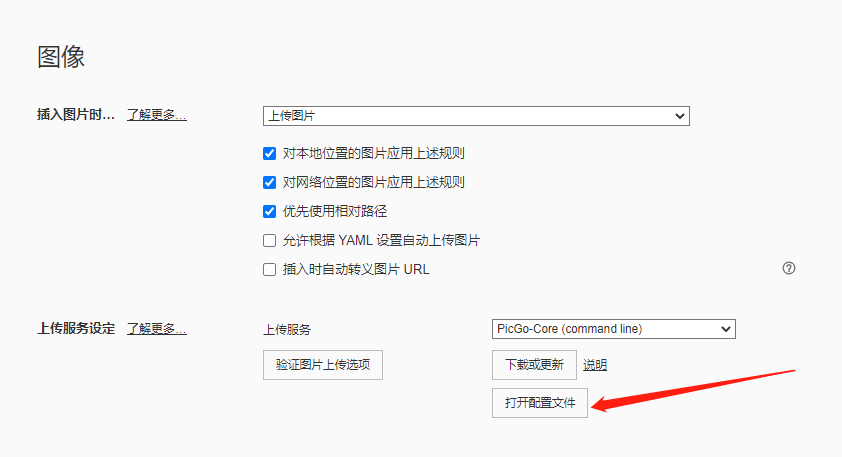 图像
插入图片时... 了解更多... 上传图片
对本地位置的图片应用上述规则
对网络位置的图片应用上述规则
优先使用相对路径
允许根据 YAML 设置自动上传图片
插入时自动转义图片 URL
上传服务设定 了解更多... 上传服务 PicGo-Core (command line)
验证图片上传选项 下载或更新 说明
打开配置文件